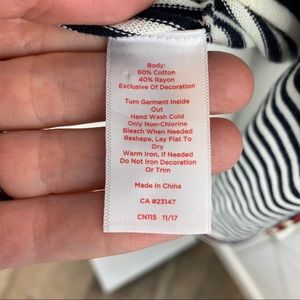 Body:
60% Cotton
40% Rayon
Exclusive Of Decoration
Turn Garment Inside
Out
Hand Wash Cold
Only Non-Chlorine
Bleach When Needed
Reshape, Lay Flat To
Dry
Warm Iron, If Needed
Do Not Iron Decoration
Or Trim
Made In China
CA #23147
CN115 11/17